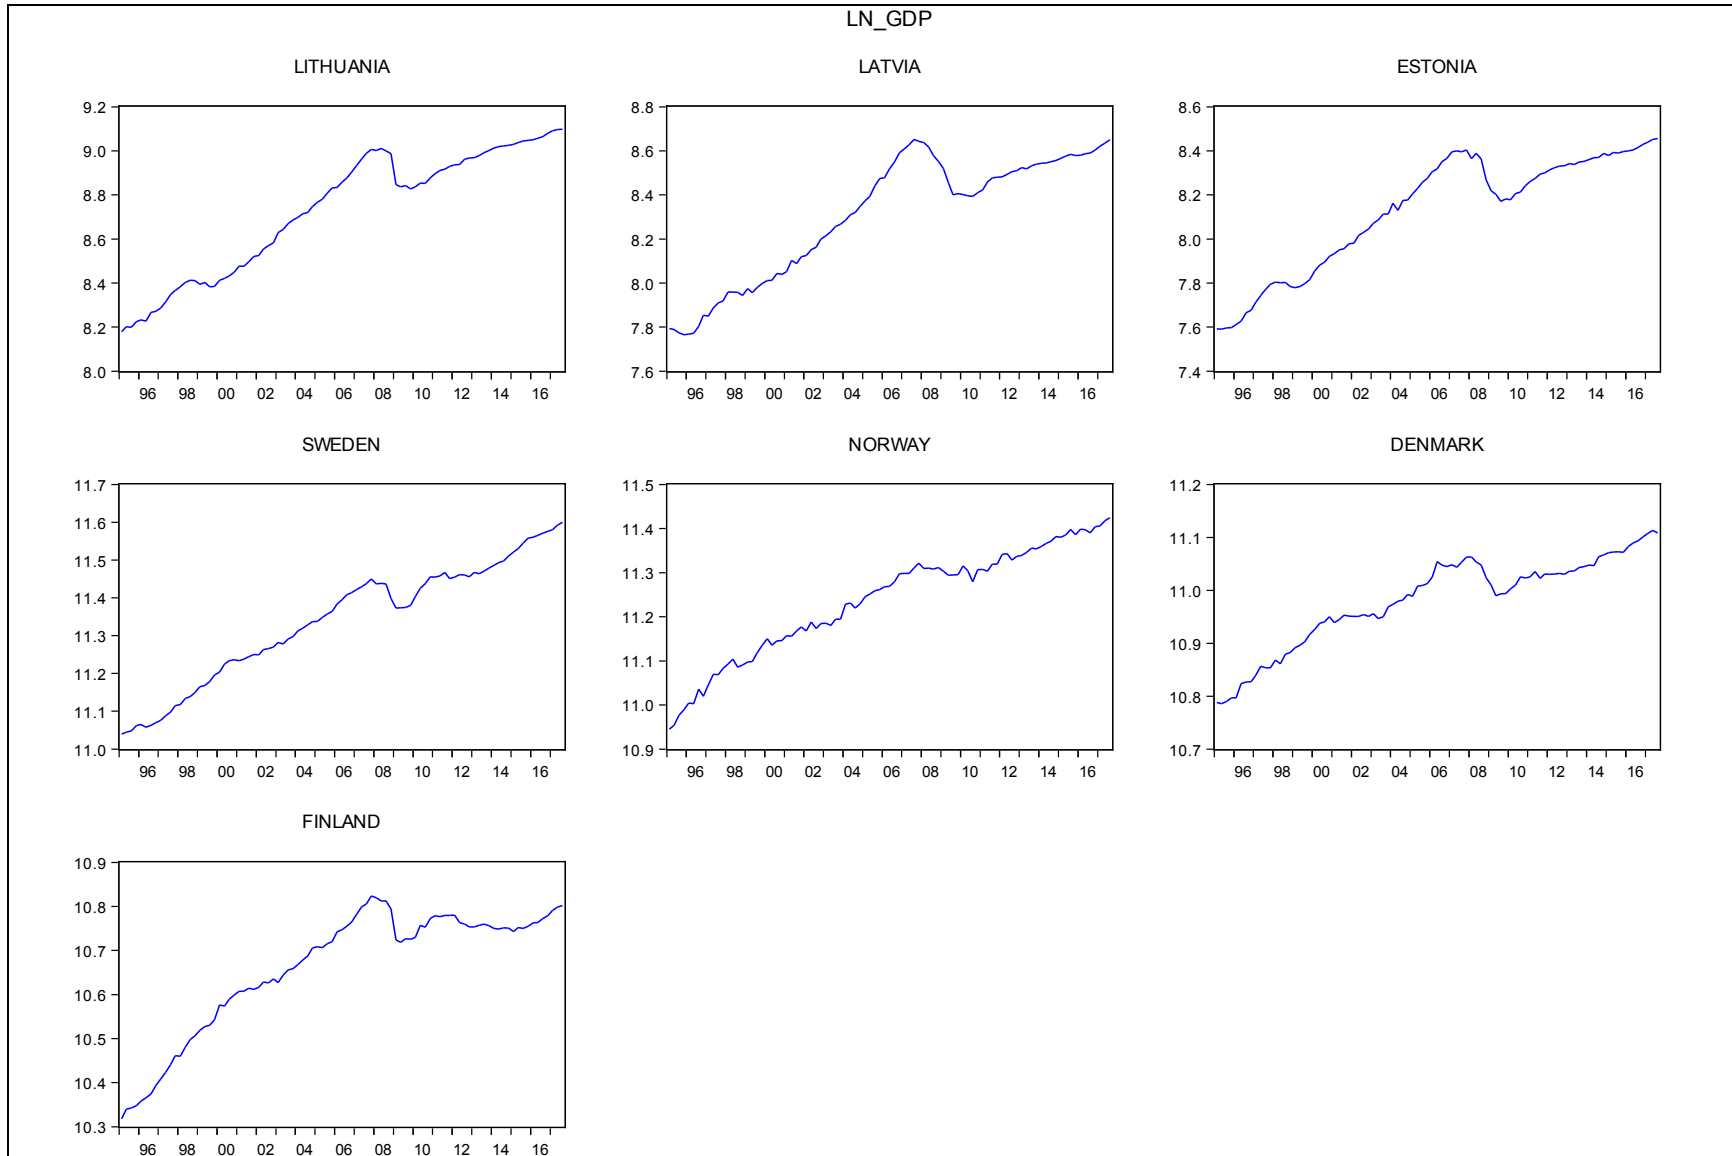 LN_GDP
LITHUANIA LATVIA ESTONIA
9.2 8.8 8.6
9.0 8.6 8.4
8.8 8.4 8.2
8.6 8.2 8.0
8.4 8.0 7.8
8.2 7.8 7.6
8.0 7.6 7.4
96 98 00 02 04 06 08 10 12 14 16 96 98 00 02 04 06 08 10 12 14 16 96 98 00 02 04 06 08 10 12 14 16
SWEDEN NORWAY DENMARK
11.7 11.5 11.2
11.6
11.4 11.1
11.5
11.3
11.4 11.0
11.2
11.3 10.9
11.2 11.1
11.0 10.8
11.1
11.0 10.9 10.7
96 98 00 02 04 06 08 10 12 14 16 96 98 00 02 04 06 08 10 12 14 16 96 98 00 02 04 06 08 10 12 14 16
FINLAND
10.9
10.8
10.7
10.6
10.5
10.4
10.3
96 98 00 02 04 06 08 10 12 14 16